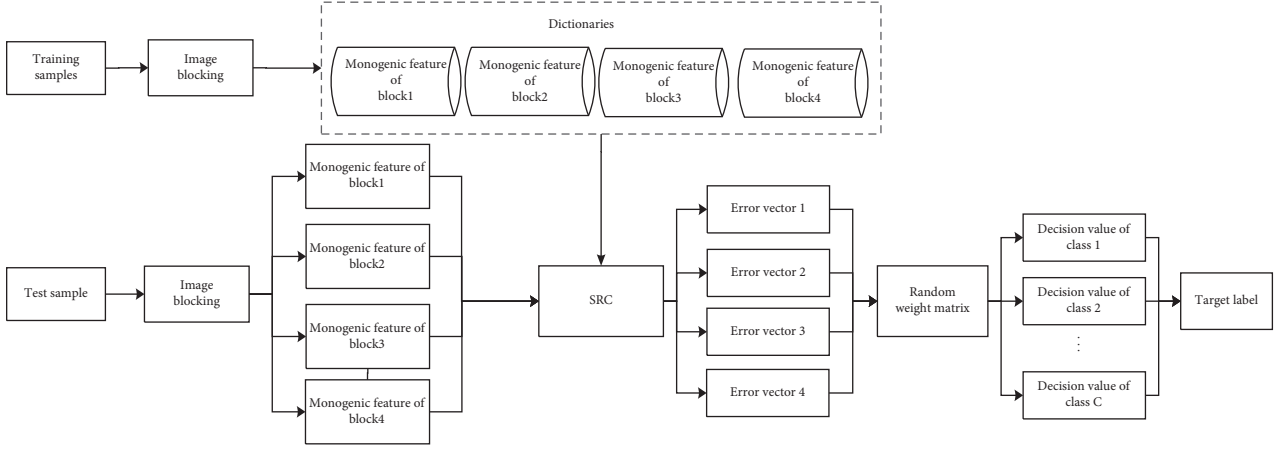 Dictionaries
Training
samples
Image
blocking
Monogenic feature
of
block1
Monogenic feature
of
block2
Monogenic feature
of
block3
Monogenic feature
of
block4
Test sample
Image
blocking
Monogenic feature of
block1
Monogenic feature of
block2
Monogenic feature of
block3
Monogenic feature of
block4
SRC
Error vector 1
Error vector 2
Error vector 3
Error vector 4
Random
weight matrix
Decision value of
class 1
Decision value of
class 2
⋮
Decision value of
class C
Target label